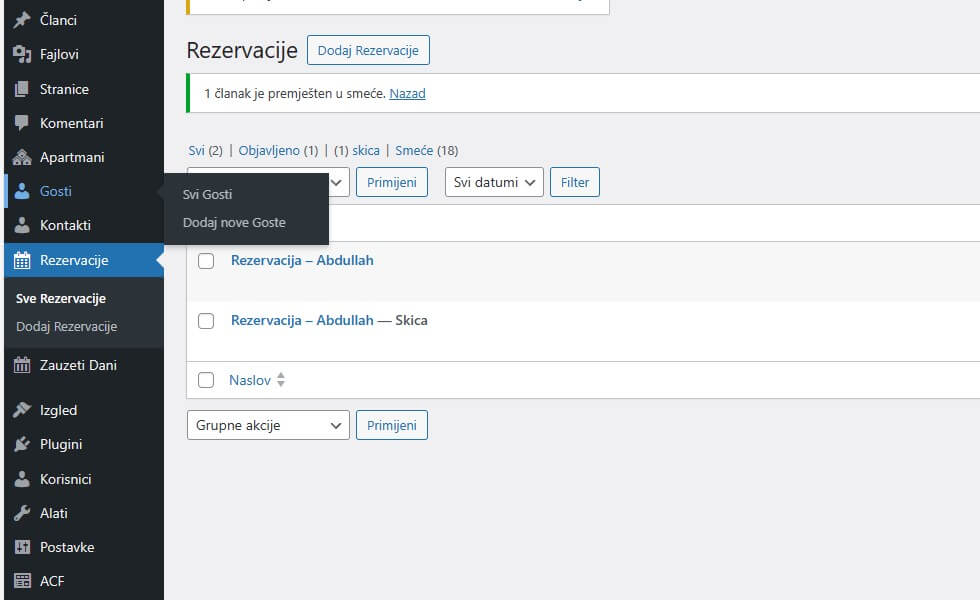 Članci
Fajlovi
Stranice
Komentari
Apartmani
Gosti
Svi Gosti
Dodaj nove Goste
Kontakti
Rezervacije
Sve Rezervacije
Dodaj Rezervacije
Zauzeti Dani
Izgled
Plugini
Korisnici
Alati
Postavke
ACF
Rezervacije Dodaj Rezervacije
1 članak je premješten u smeće. Nazad
Svi (2) | Objavljeno (1) | (1) skica | Smeće (18)
Primijeni Svi datumi Filter
Rezervacija – Abdullah
Rezervacija – Abdullah — Skica
Naslov
Grupne akcije Primijeni